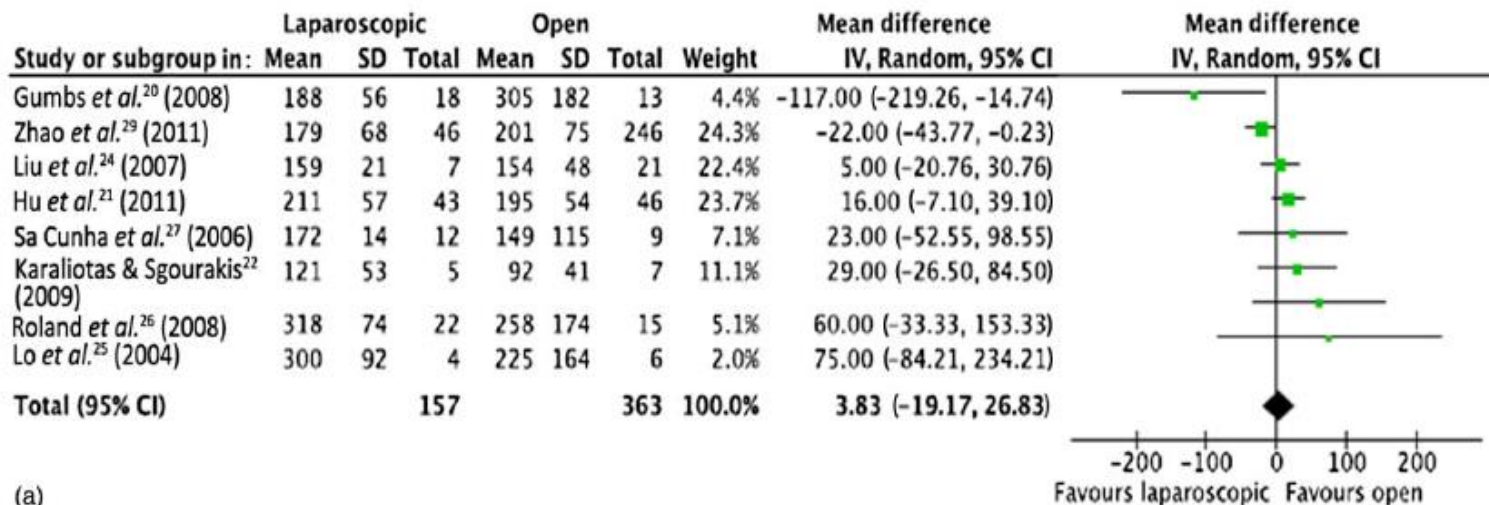 Laparoscopic Open Mean difference Mean difference
Study or subgroup in: Mean SD Total Mean SD Total Weight IV, Random, 95% CI IV, Random, 95% CI
Gumbs et al.20 (2008) 188 56 18 305 182 13 4.4% -117.00 (-219.26, -14.74)
Zhao et al.29 (2011) 179 68 46 201 75 246 24.3% -22.00 (-43.77, -0.23)
Liu et al.24 (2007) 159 21 7 154 48 21 22.4% 5.00 (-20.76, 30.76)
Hu et al.21 (2011) 211 57 43 195 54 46 23.7% 16.00 (-7.10, 39.10)
Sa Cunha et al.27 (2006) 172 14 12 149 115 9 7.1% 23.00 (-52.55, 98.55)
Karaliotas & Sgourakis22 121 53 5 92 41 7 11.1% 29.00 (-26.50, 84.50)
(2009)
Roland et al.26 (2008) 318 74 22 258 174 15 5.1% 60.00 (-33.33, 153.33)
Lo et al.25 (2004) 300 92 4 225 164 6 2.0% 75.00 (-84.21, 234.21)
Total (95% CI) 157 363 100.0% 3.83 (-19.17, 26.83)
-200 -100 0 100 200
(a) Favours laparoscopic Favours open